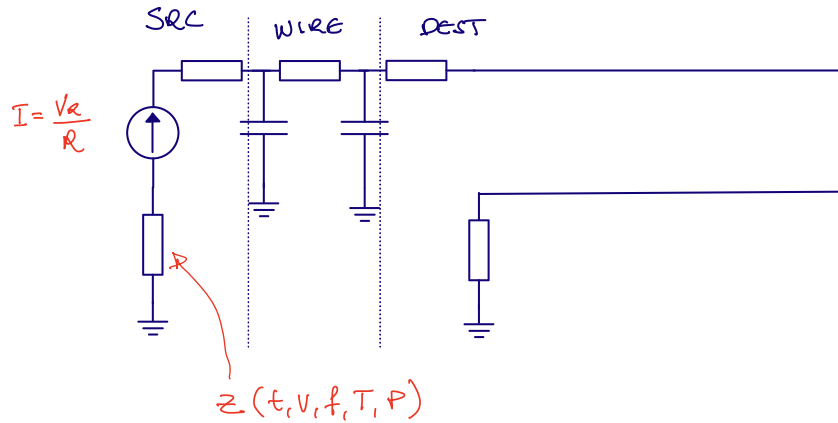 SRC
WIRE
DEST
I = VR/R
Z(t, v, f, T, P)